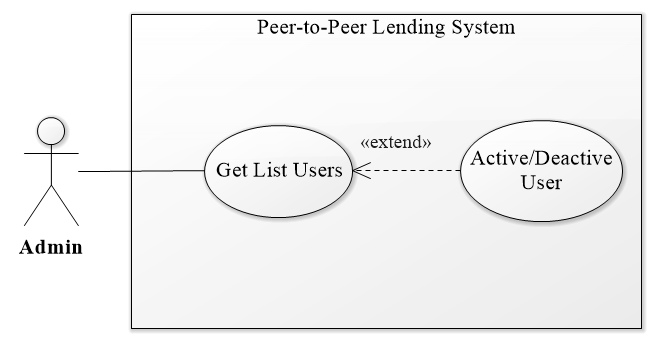 Peer-to-Peer Lending System
«extend»
Get List Users
Active/Deactive
User
Admin